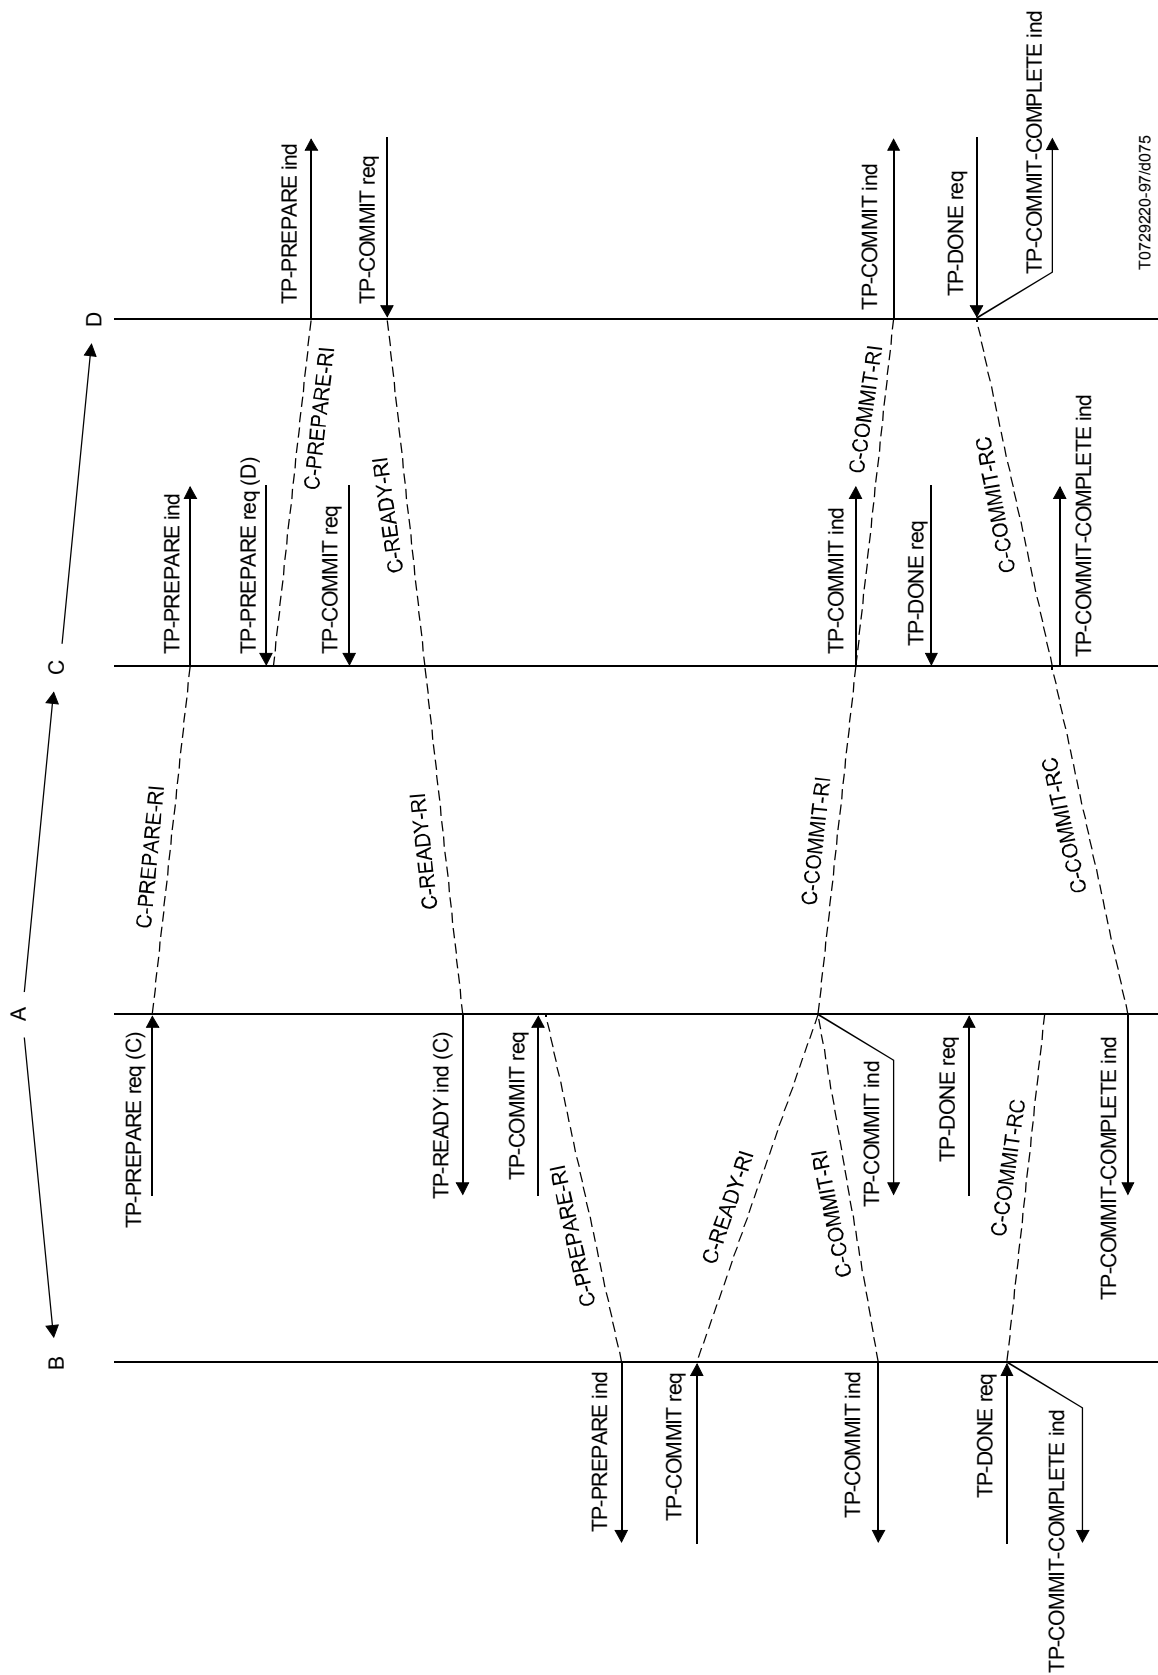 A
B
C
D
TP-PREPARE req (C)
C-PREPARE-RI
TP-PREPARE ind
TP-PREPARE req (D)
C-PREPARE-RI
TP-PREPARE ind
TP-COMMIT req
TP-COMMIT req
C-READY-RI
C-READY-RI
TP-READY ind (C)
TP-COMMIT req
C-PREPARE-RI
TP-PREPARE ind
TP-COMMIT req
C-READY-RI
C-COMMIT-RI
C-COMMIT-RI
TP-COMMIT ind
TP-COMMIT ind
TP-COMMIT ind
C-COMMIT-RI
TP-COMMIT ind
TP-DONE req
TP-DONE req
TP-DONE req
TP-DONE req
C-COMMIT-RC
C-COMMIT-RC
C-COMMIT-RC
TP-COMMIT-COMPLETE ind
TP-COMMIT-COMPLETE ind
TP-COMMIT-COMPLETE ind
TP-COMMIT-COMPLETE ind
T0729220-97/d075